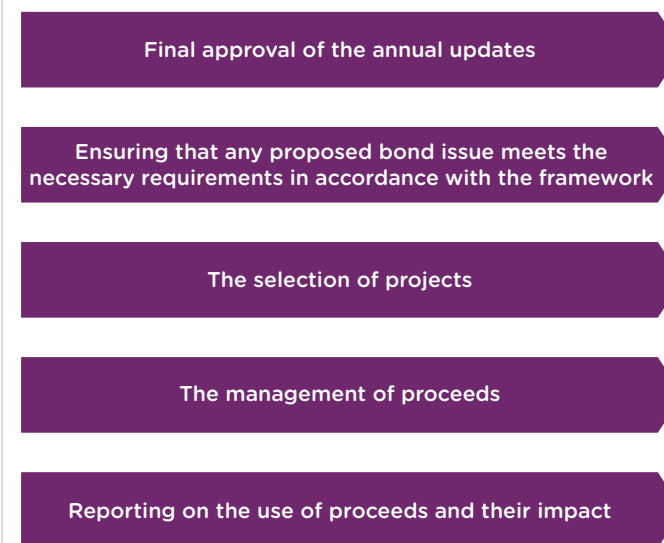 Final approval of the annual updates
Ensuring that any proposed bond issue meets the
necessary requirements in accordance with the framework
The selection of projects
The management of proceeds
Reporting on the use of proceeds and their impact